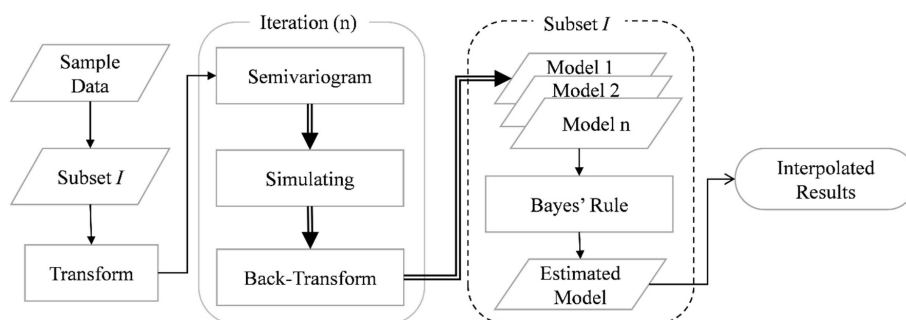 Sample
Data
Subset I
Transform
Iteration (n)
Semivariogram
Simulating
Back-Transform
Subset I
Model 1
Model 2
Model n
Bayes’ Rule
Estimated
Model
Interpolated
Results